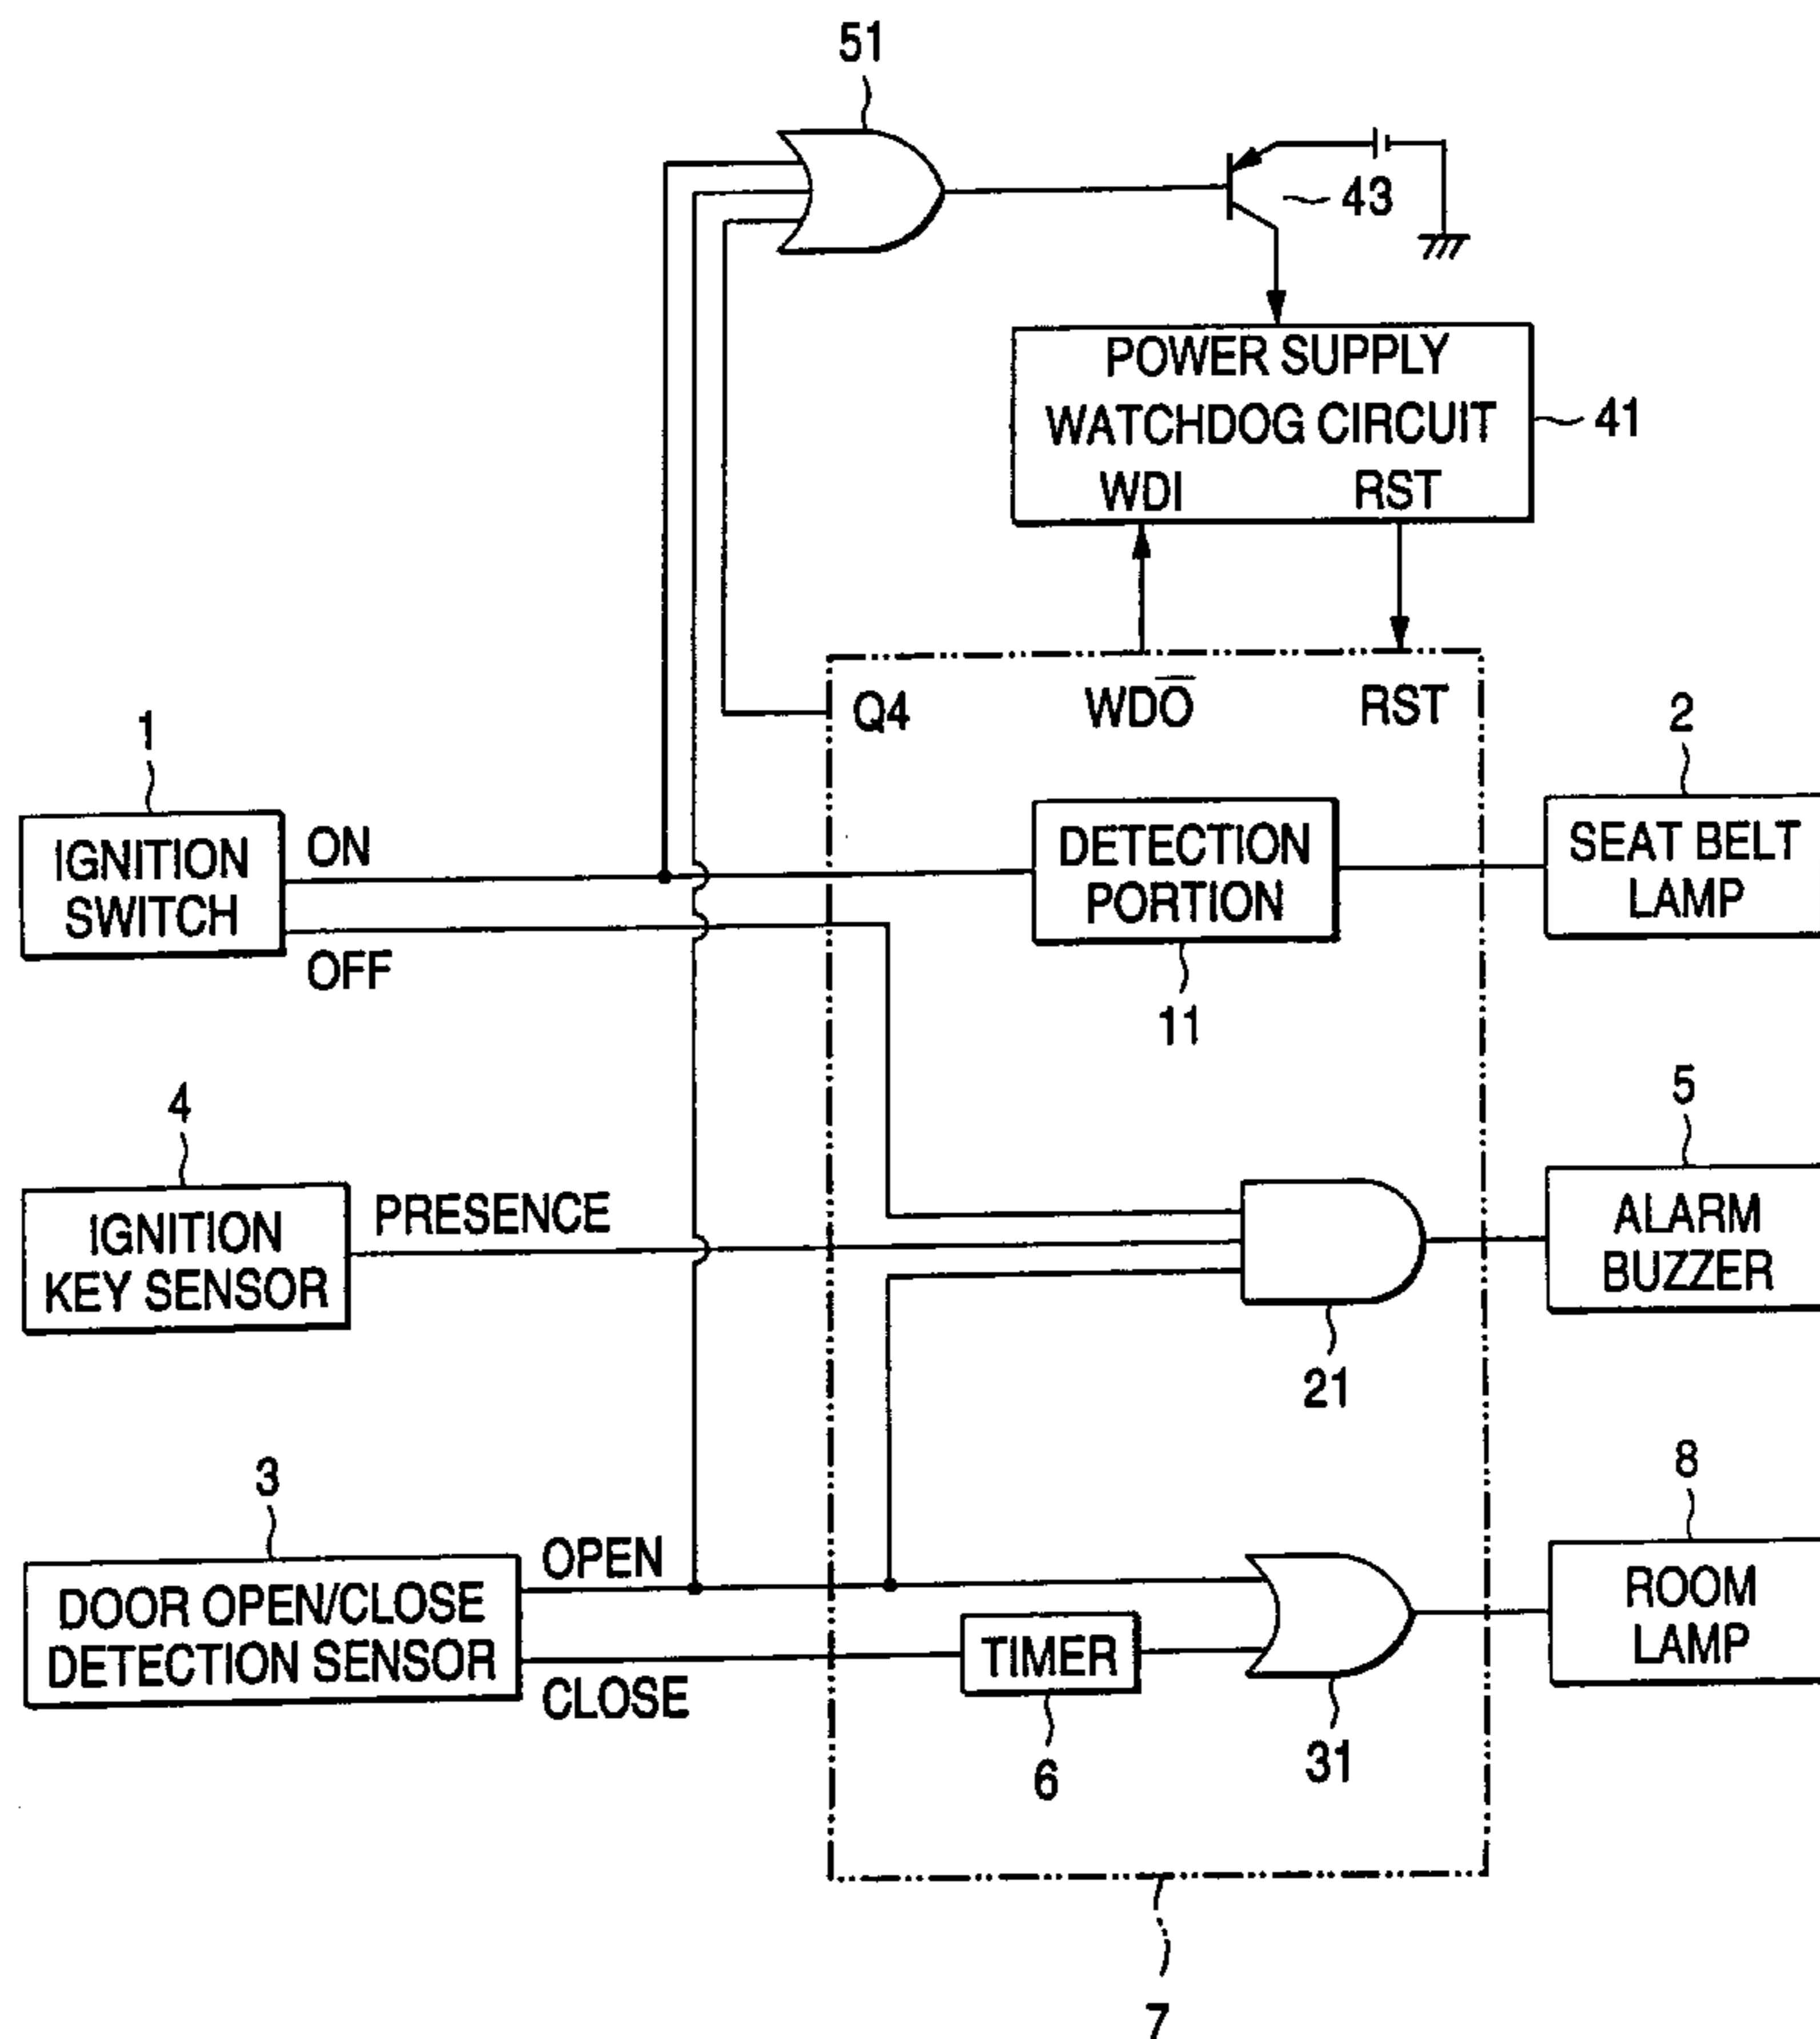 51
43
POWER SUPPLY
WATCHDOG CIRCUIT
41
WDI
RST
Q4
WDO̅
RST
1
2
IGNITION
SWITCH
ON
OFF
DETECTION
PORTION
11
SEAT BELT
LAMP
4
5
IGNITION
KEY SENSOR
PRESENCE
21
ALARM
BUZZER
3
8
DOOR OPEN/CLOSE
DETECTION SENSOR
OPEN
CLOSE
TIMER
6
31
ROOM
LAMP
7